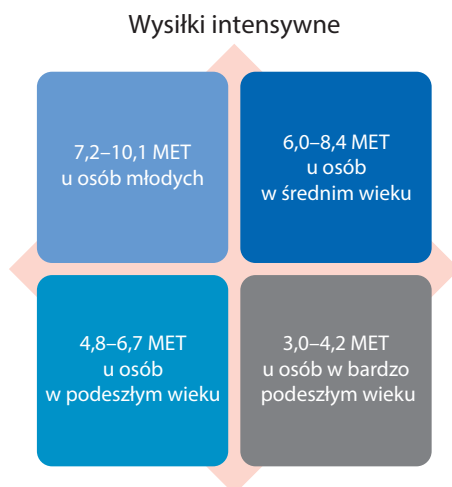 Wysiłki intensywne
7,2–10,1 MET
u osób młodych
6,0–8,4 MET
u osób
w średnim wieku
4,8–6,7 MET
u osób
w podeszłym wieku
3,0–4,2 MET
u osób w bardzo
podeszłym wieku